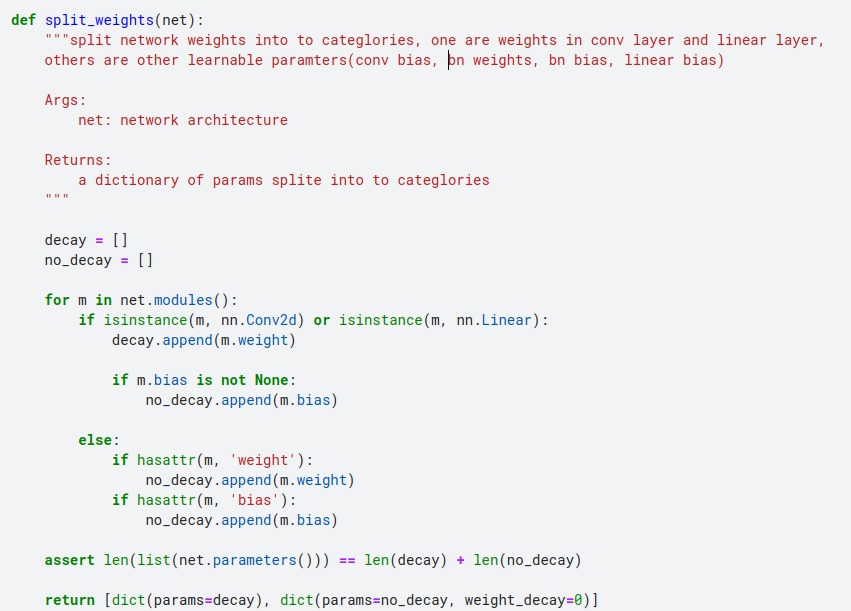 def split_weights(net):
    """split network weights into to categlories, one are weights in conv layer and linear layer,
    others are other learnable paramters(conv bias, bn weights, bn bias, linear bias)

    Args:
        net: network architecture

    Returns:
        a dictionary of params splite into to categlories
    """

    decay = []
    no_decay = []

    for m in net.modules():
        if isinstance(m, nn.Conv2d) or isinstance(m, nn.Linear):
            decay.append(m.weight)

            if m.bias is not None:
                no_decay.append(m.bias)

        else:
            if hasattr(m, 'weight'):
                no_decay.append(m.weight)
            if hasattr(m, 'bias'):
                no_decay.append(m.bias)

    assert len(list(net.parameters())) == len(decay) + len(no_decay)

    return [dict(params=decay), dict(params=no_decay, weight_decay=0)]